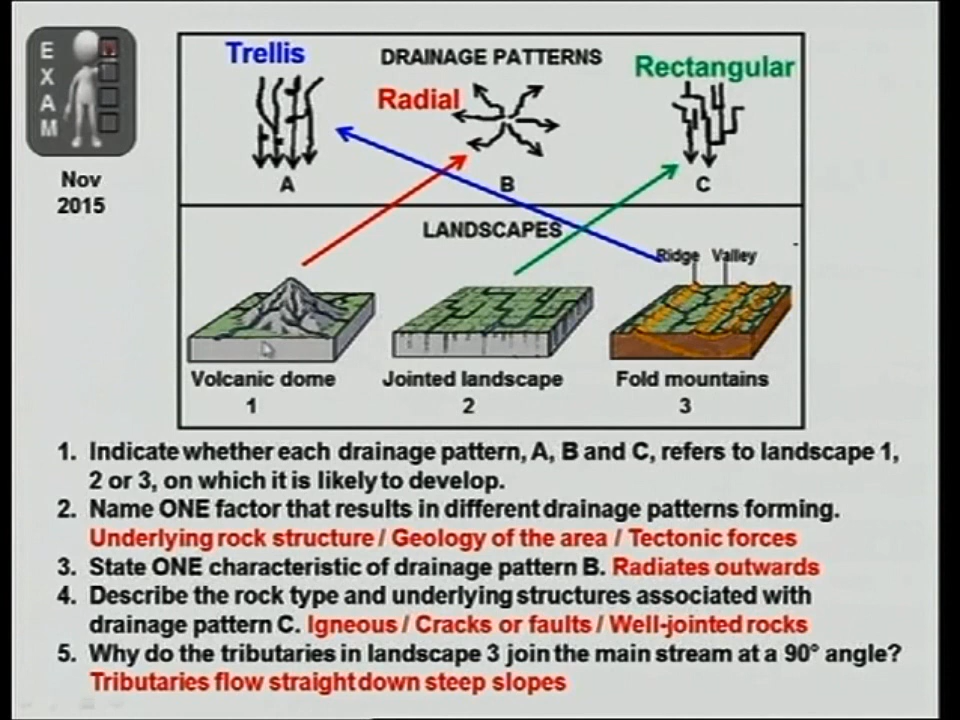 E
X
A
M
Nov
2015
Trellis
DRAINAGE PATTERNS
Rectangular
Radial
A
B
C
LANDSCAPES
Ridge Valley
Volcanic dome
Jointed landscape
Fold mountains
1
2
3
1. Indicate whether each drainage pattern, A, B and C, refers to landscape 1,
2 or 3, on which it is likely to develop.
2. Name ONE factor that results in different drainage patterns forming.
Underlying rock structure / Geology of the area / Tectonic forces
3. State ONE characteristic of drainage pattern B. Radiates outwards
4. Describe the rock type and underlying structures associated with
drainage pattern C. Igneous / Cracks or faults / Well-jointed rocks
5. Why do the tributaries in landscape 3 join the main stream at a 90° angle?
Tributaries flow straight down steep slopes